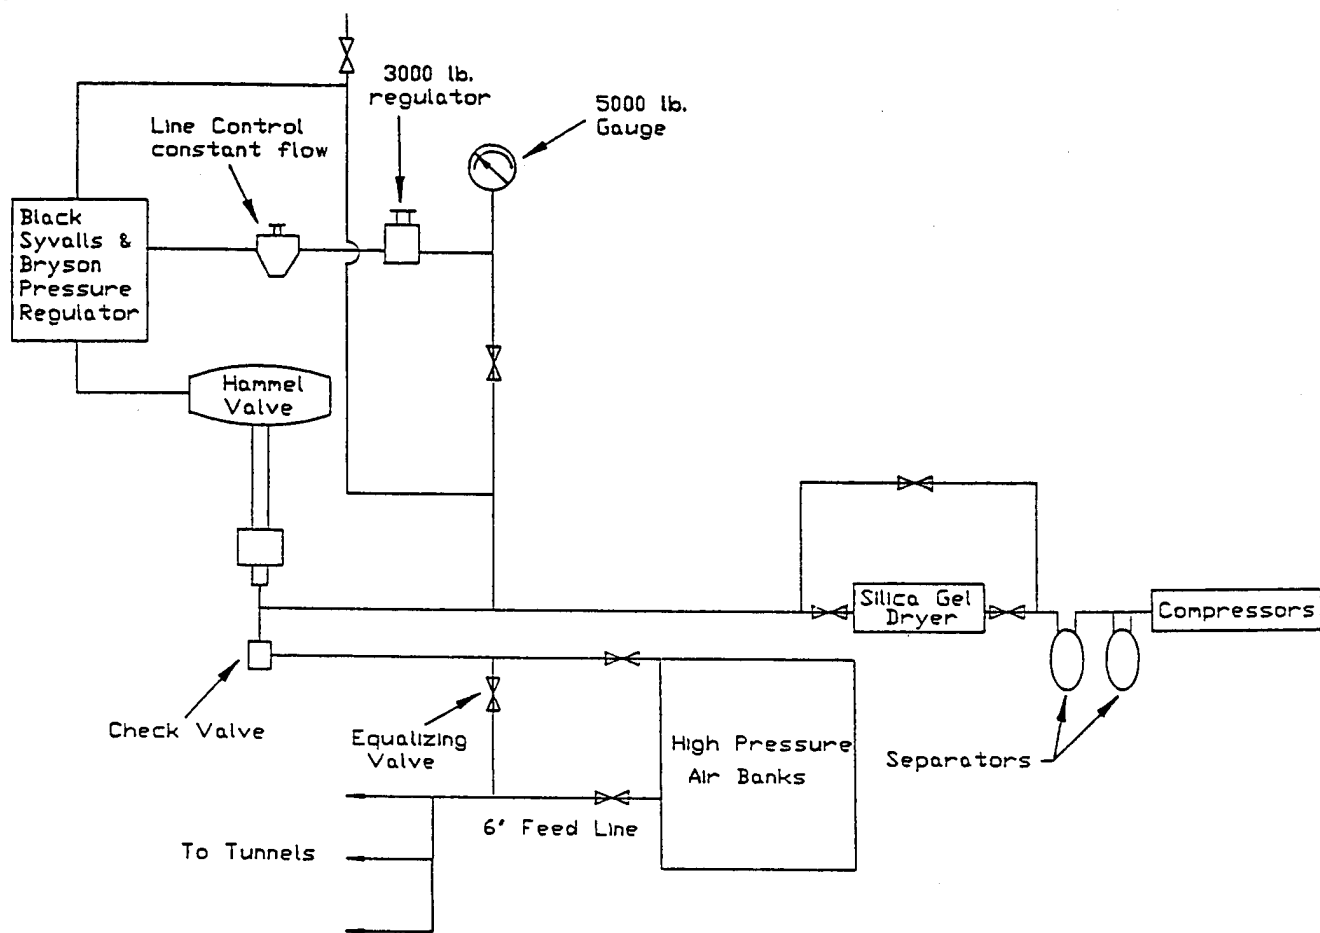 3000 lb.
regulator
5000 lb.
Gauge
Line Control
constant flow
Black
Syvalls &
Bryson
Pressure
Regulator
Hammel
Valve
Silica Gel
Dryer
Compressors
Check Valve
Equalizing
Valve
High Pressure
Air Banks
Separators
6" Feed Line
To Tunnels